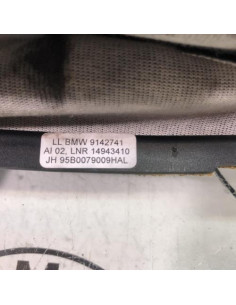 LL BMW 9142741
AI 02, LNR 14943410
JH 95B0079009HAL